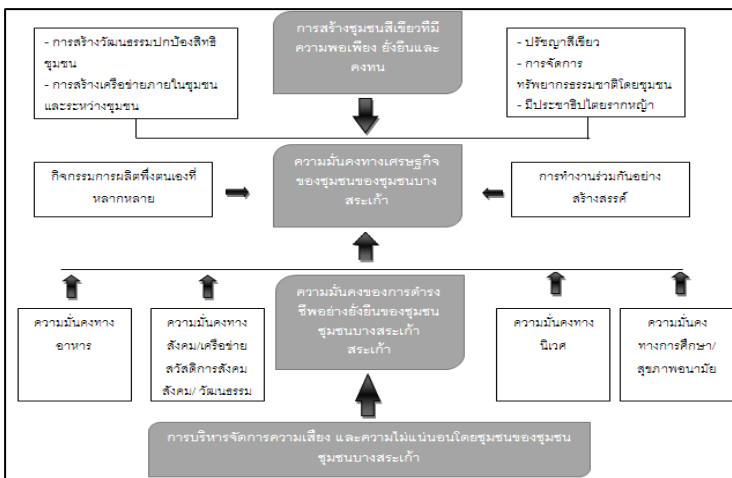 การสร้างชุมชนสีเขียวที่มี
ความพอเพียง ยั่งยืนและ
คงทน
- การสร้างวัฒนธรรมปกป้องสิทธิ
ชุมชน
- การสร้างเครือข่ายภายในชุมชน
และระหว่างชุมชน
- ปรัชญาสีเขียว
- การจัดการ
ทรัพยากรธรรมชาติโดยชุมชน
- มีประชาธิปไตยรากหญ้า
กิจกรรมการผลิตพึ่งตนเองที่
หลากหลาย
ความมั่นคงทางเศรษฐกิจ
ของชุมชนของชุมชนบาง
สระเก้า
การทำงานร่วมกันอย่าง
สร้างสรรค์
ความมั่นคงทาง
อาหาร
ความมั่นคงทาง
สังคม/เครือข่าย
สวัสดิการสังคม
สังคม/ วัฒนธรรม
ความมั่นคงของการดำรง
ชีพอย่างยั่งยืนของชุมชน
ชุมชนบางสระเก้า
สระเก้า
ความมั่นคงทาง
นิเวศ
ความมั่นคง
ทางการศึกษา/
สุขภาพอนามัย
การบริหารจัดการความเสี่ยง และความไม่แน่นอนโดยชุมชนของชุมชน
ชุมชนบางสระเก้า